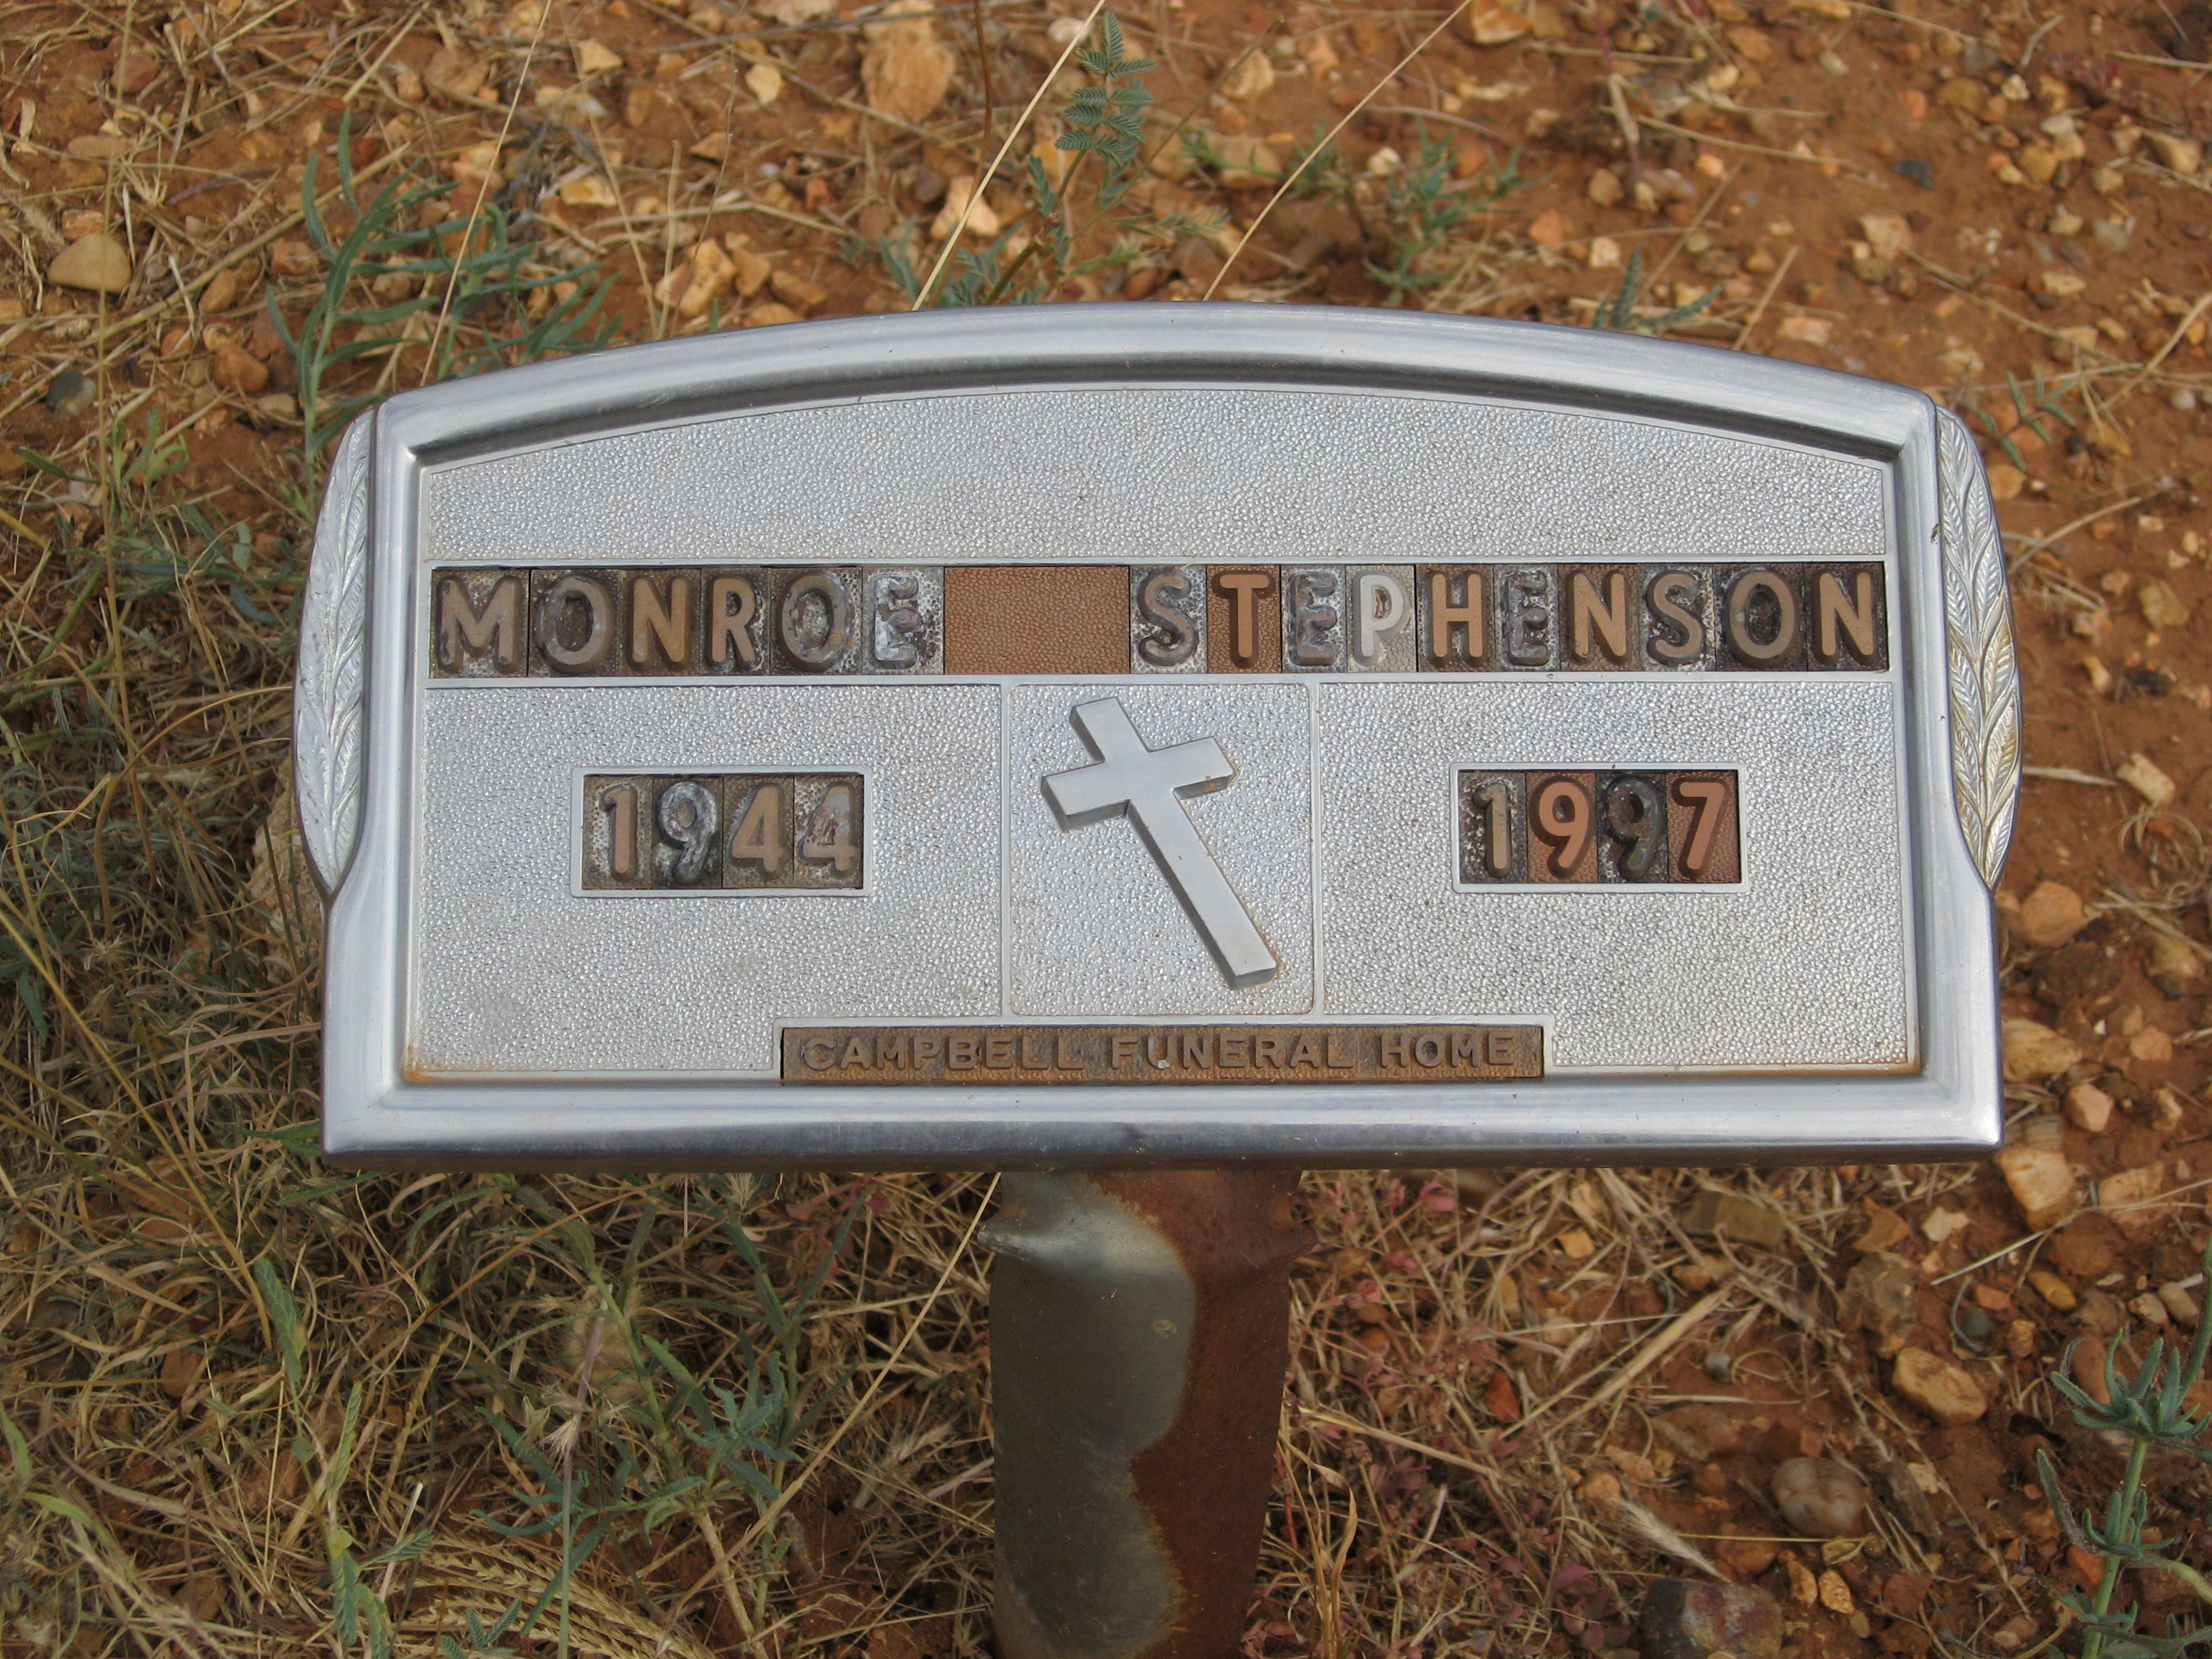 MONROE STEPHENSON
1944 1997
CAMPBELL FUNERAL HOME